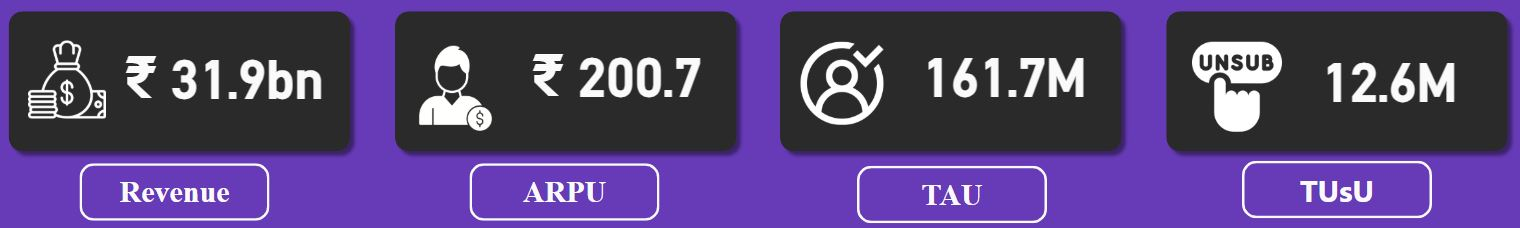 ₹ 31.9bn
₹ 200.7
161.7M
UNSUB
12.6M
Revenue
ARPU
TAU
TUsU